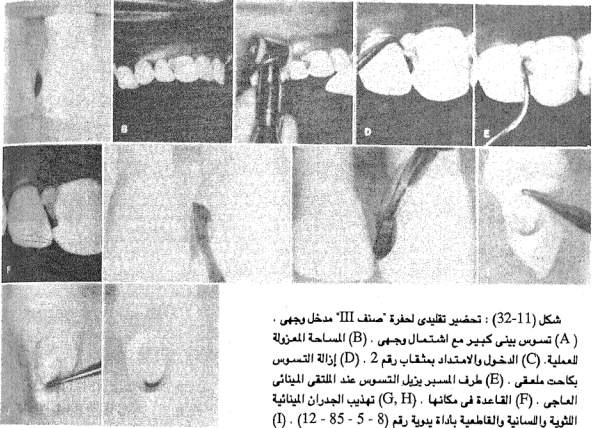 B
D
E
F
شكل (11-32) : تحضير تقليدى لحفرة "صنف III" مدخل وجهى .
(A) تسوس بينى كبير مع اشتمال وجهى . (B) المساحة المعزولة
للعملية . (C) الدخول والامتداد بمثقاب رقم 2 . (D) إزالة التسوس
بكاحت ملعقى . (E) طرف المسبر يزيل التسوس عند الملتقى المينائى
العاجى . (F) القاعدة فى مكانها . (G, H) تهذيب الجدران المينائية
اللثوية واللسانية والقاطعية بأداة يدوية رقم (8 - 5 - 85 - 12) . (I)